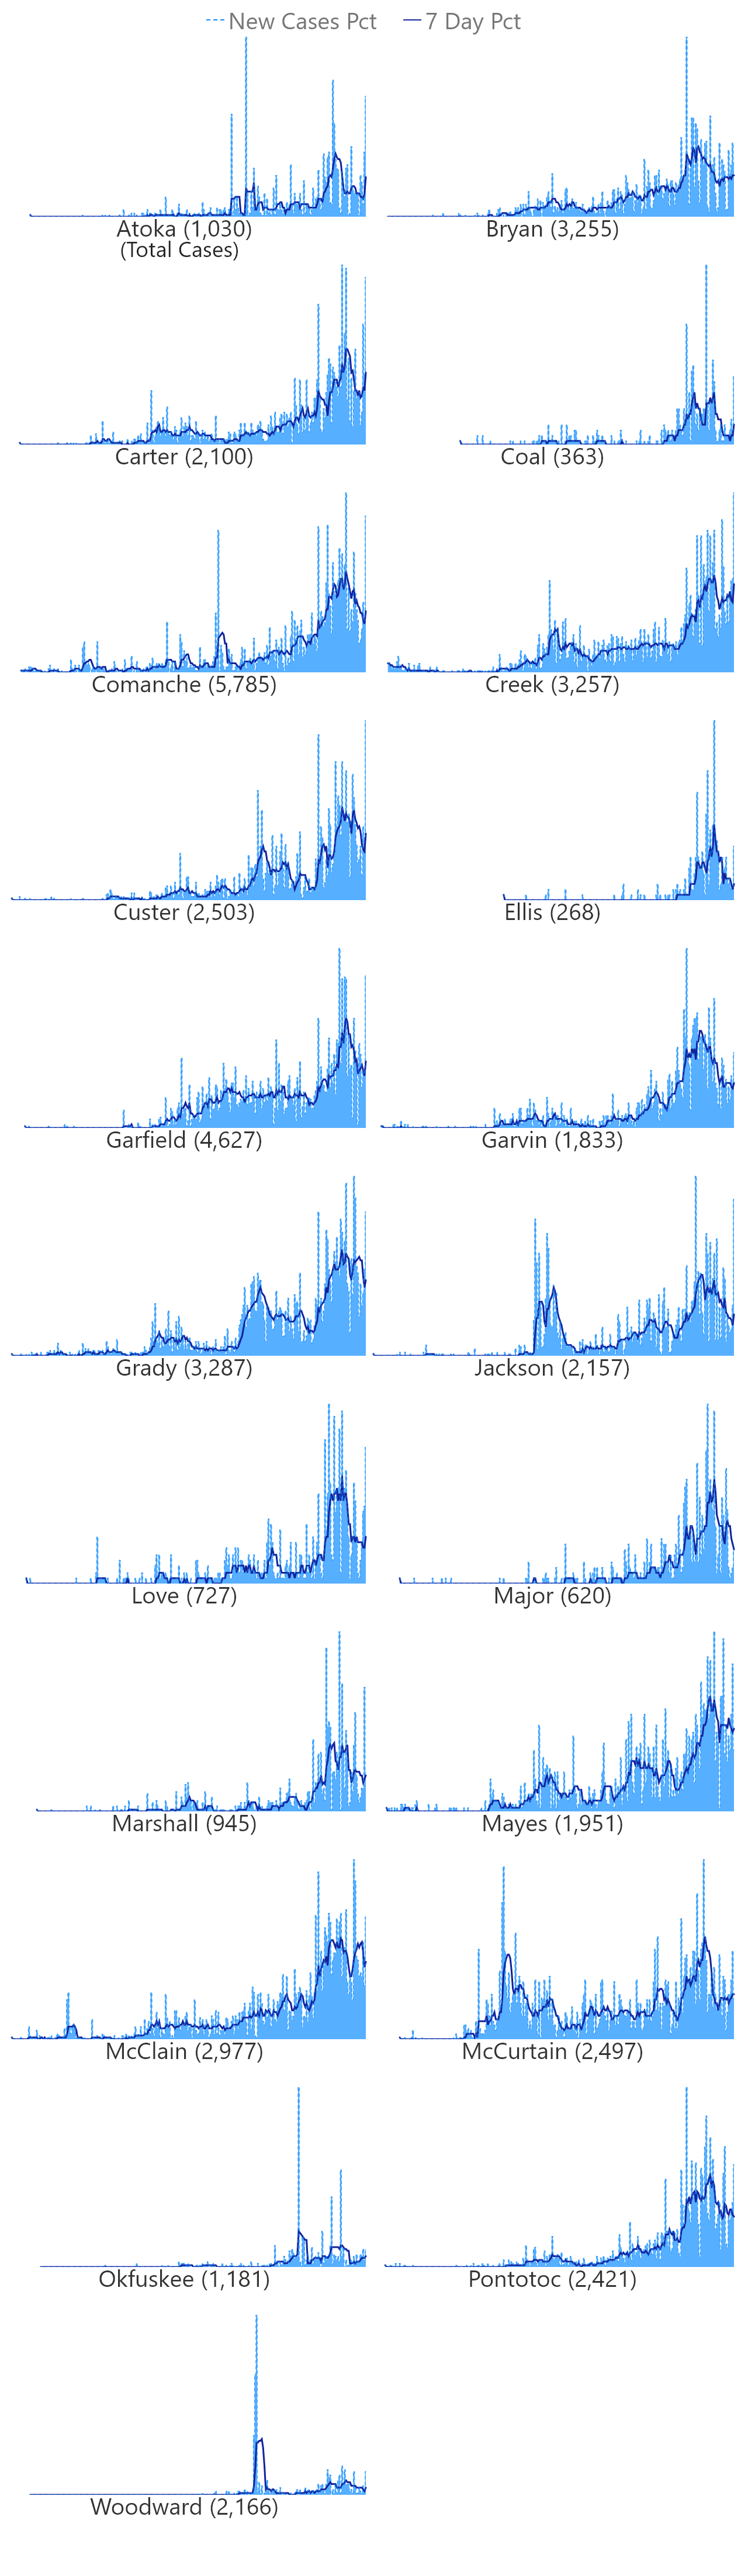 New Cases Pct 7 Day Pct
Atoka (1,030) Bryan (3,255)
(Total Cases)
Carter (2,100) Coal (363)
Comanche (5,785) Creek (3,257)
Custer (2,503) Ellis (268)
Garfield (4,627) Garvin (1,833)
Grady (3,287) Jackson (2,157)
Love (727) Major (620)
Marshall (945) Mayes (1,951)
McClain (2,977) McCurtain (2,497)
Okfuskee (1,181) Pontotoc (2,421)
Woodward (2,166)